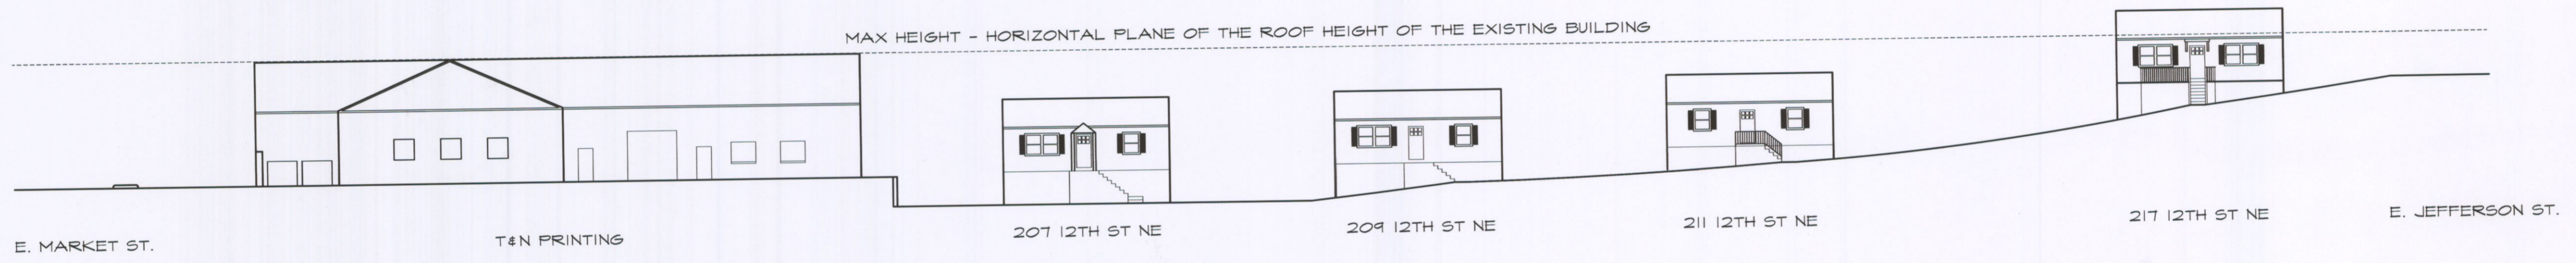 MAX HEIGHT - HORIZONTAL PLANE OF THE ROOF HEIGHT OF THE EXISTING BUILDING
E. MARKET ST.
T&N PRINTING
207 12TH ST NE
209 12TH ST NE
211 12TH ST NE
217 12TH ST NE
E. JEFFERSON ST.